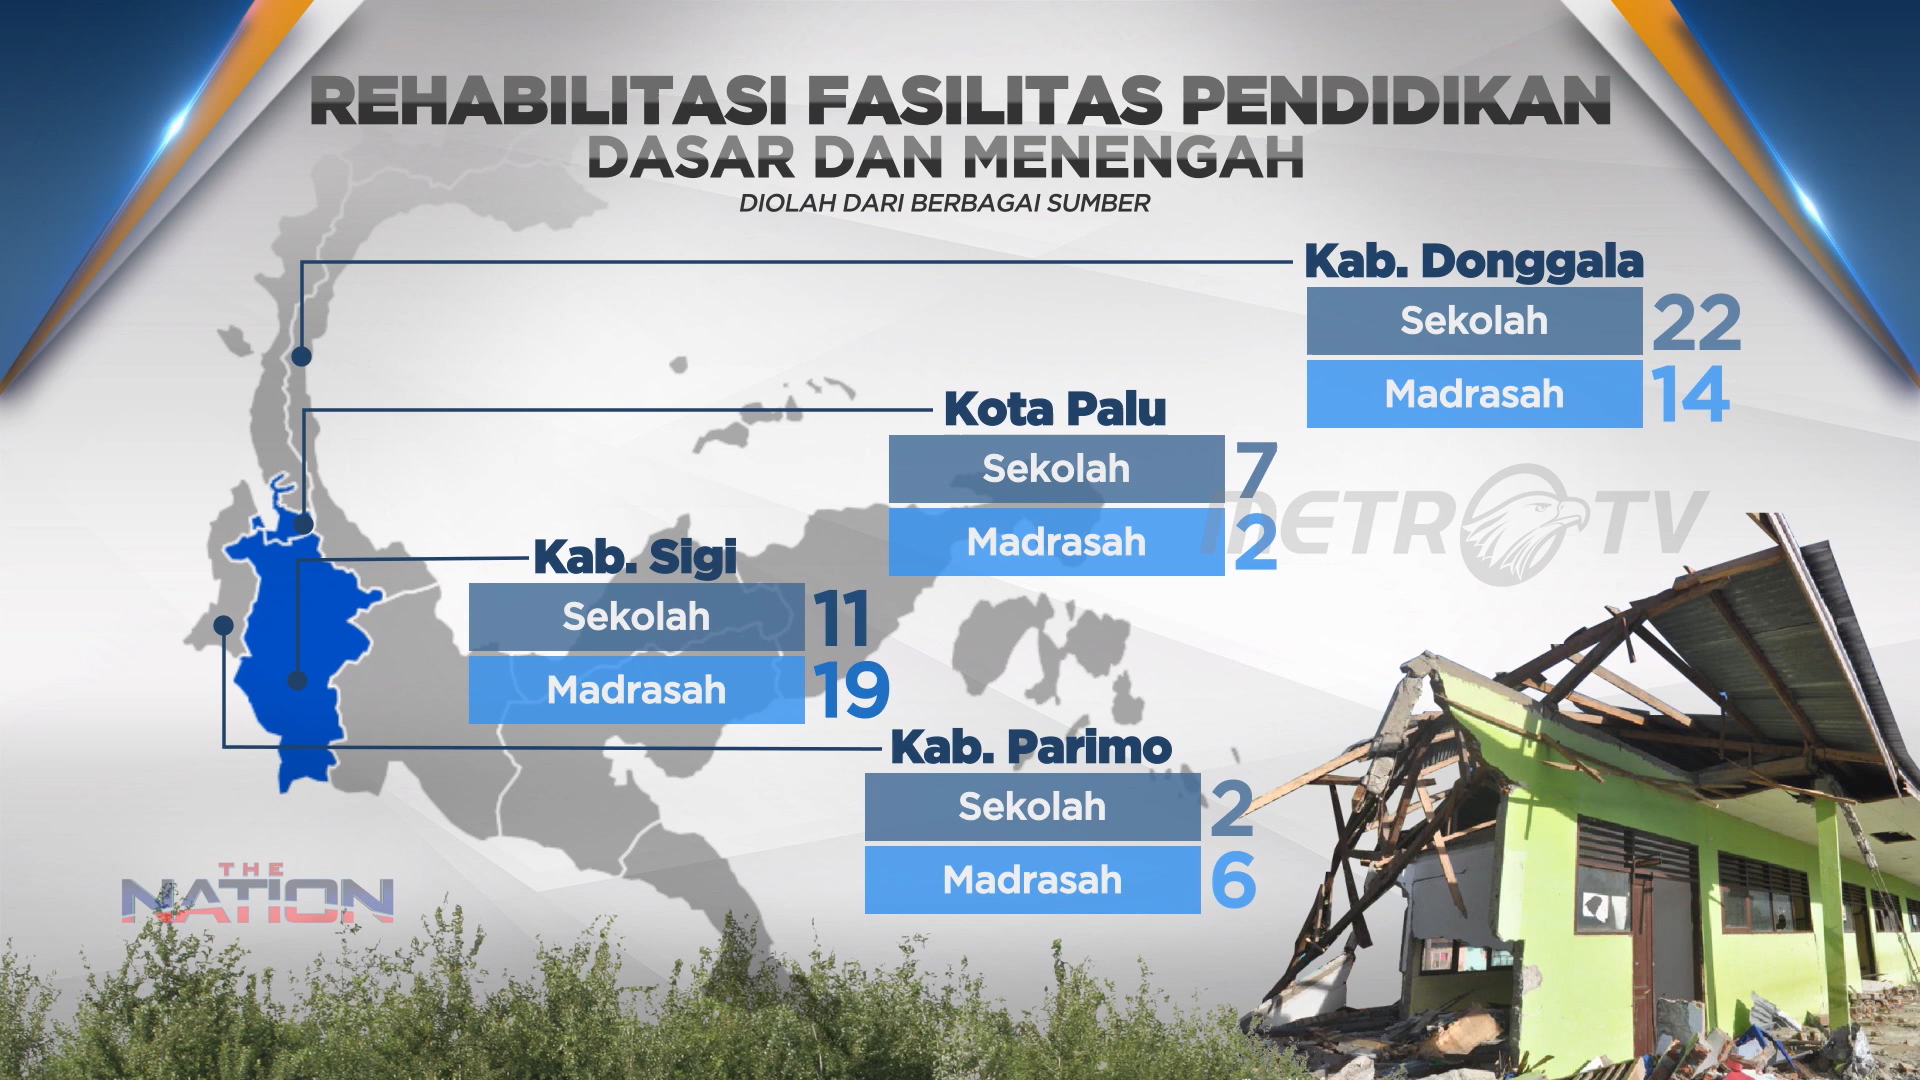 REHABILITASI FASILITAS PENDIDIKAN
DASAR DAN MENENGAH
DIOLAH DARI BERBAGAI SUMBER
Kab. Donggala
Sekolah 22
Madrasah 14
Kota Palu
Sekolah 7
Madrasah 2
METRO TV
Kab. Sigi
Sekolah 11
Madrasah 19
Kab. Parimo
Sekolah 2
Madrasah 6
THE
NATION